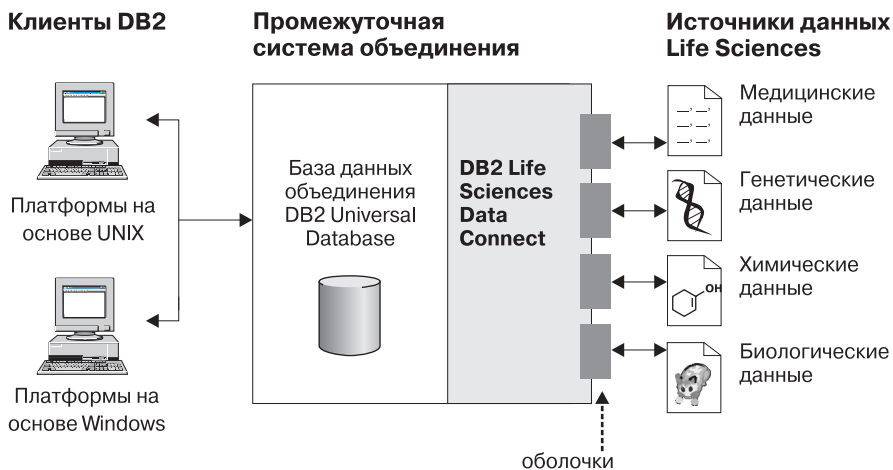 Клиенты DB2
Промежуточная
система объединения
Источники данных
Life Sciences
Платформы на
основе UNIX
Платформы на
основе Windows
База данных
объединения
DB2 Universal
Database
DB2 Life
Sciences
Data
Connect
Медицинские
данные
Генетические
данные
OH
Химические
данные
Биологические
данные
оболочки